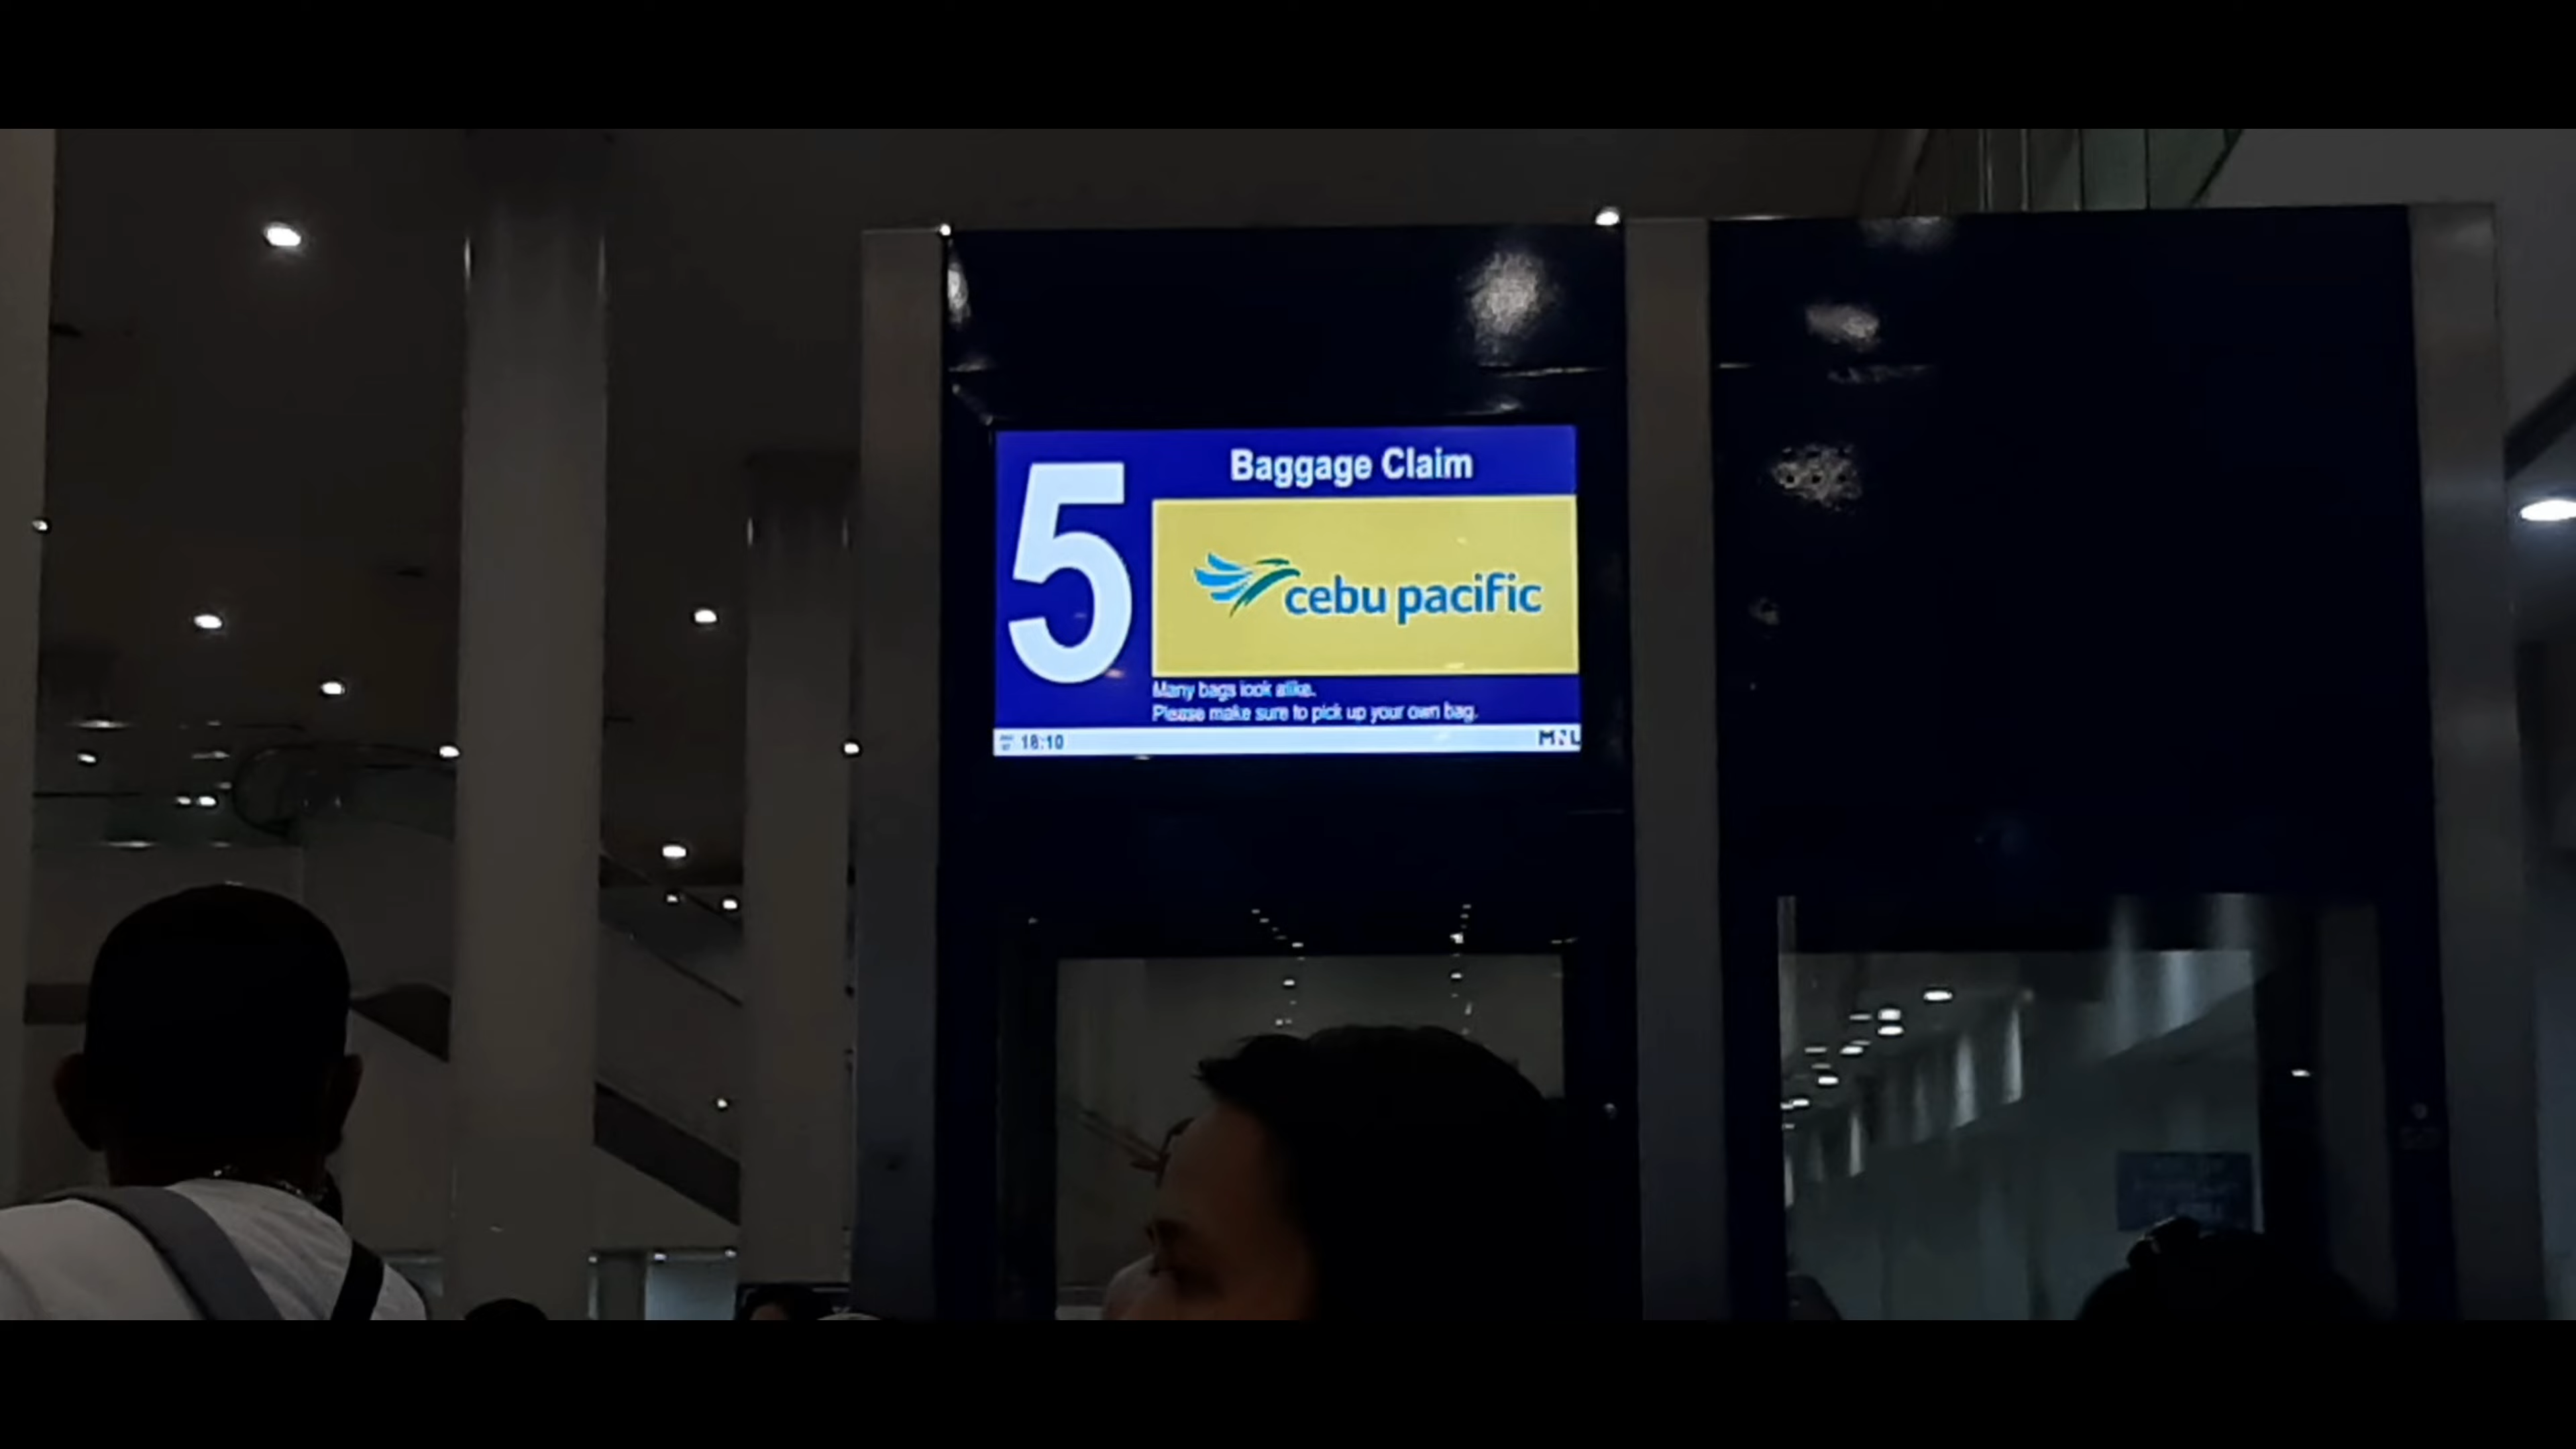 5
Baggage Claim
cebu pacific
Many bags look alike.
Please make sure to pick up your own bag.
18:10
MNL